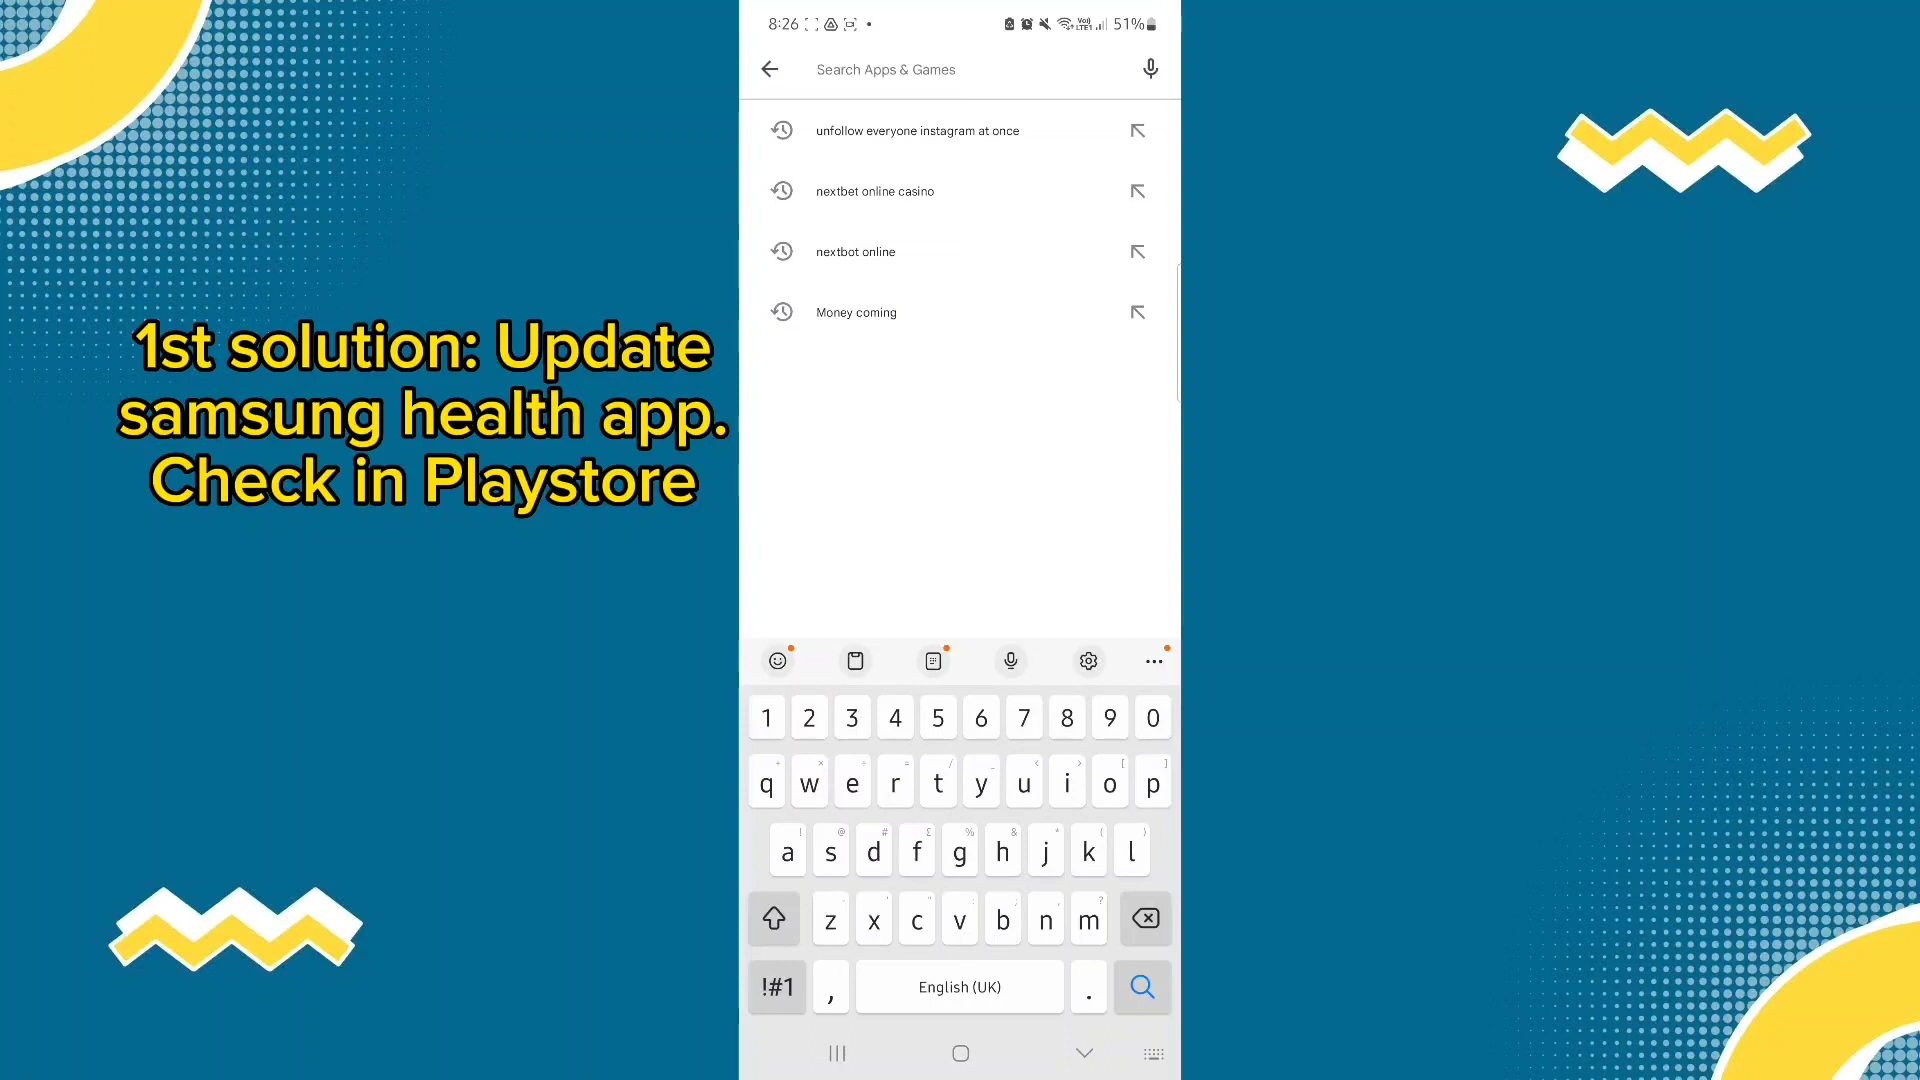 8:26
Vo)) LTE1 51%
Search Apps & Games
unfollow everyone instagram at once
nextbet online casino
nextbot online
Money coming
1st solution: Update
samsung health app.
Check in Playstore
1 2 3 4 5 6 7 8 9 0
+ × ÷ = / _ < > [ ]
q w e r t y u i o p
! @ # £ % & * ( )
a s d f g h j k l
- ' " : ; , ?
z x c v b n m
!#1 , English (UK) .